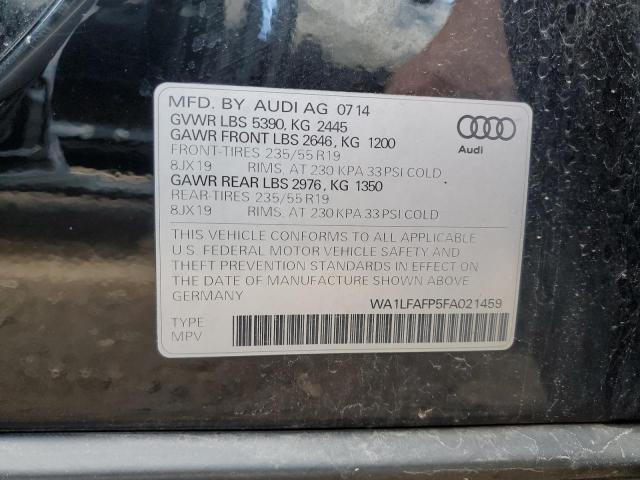 MFD. BY AUDI AG 07 14
GVWR LBS 5390, KG 2445
GAWR FRONT LBS 2646, KG 1200
FRONT-TIRES 235/55 R19
8JX19 RIMS, AT 230 KPA 33 PSI COLD
GAWR REAR LBS 2976, KG 1350
REAR-TIRES 235/55 R19
8JX19 RIMS, AT 230 KPA 33 PSI COLD
Audi
THIS VEHICLE CONFORMS TO ALL APPLICABLE
U.S. FEDERAL MOTOR VEHICLE SAFETY AND
THEFT PREVENTION STANDARDS IN EFFECT ON
THE DATE OF MANUFACTURE SHOWN ABOVE
GERMANY
WA1LFAFP5FA021459
TYPE
MPV